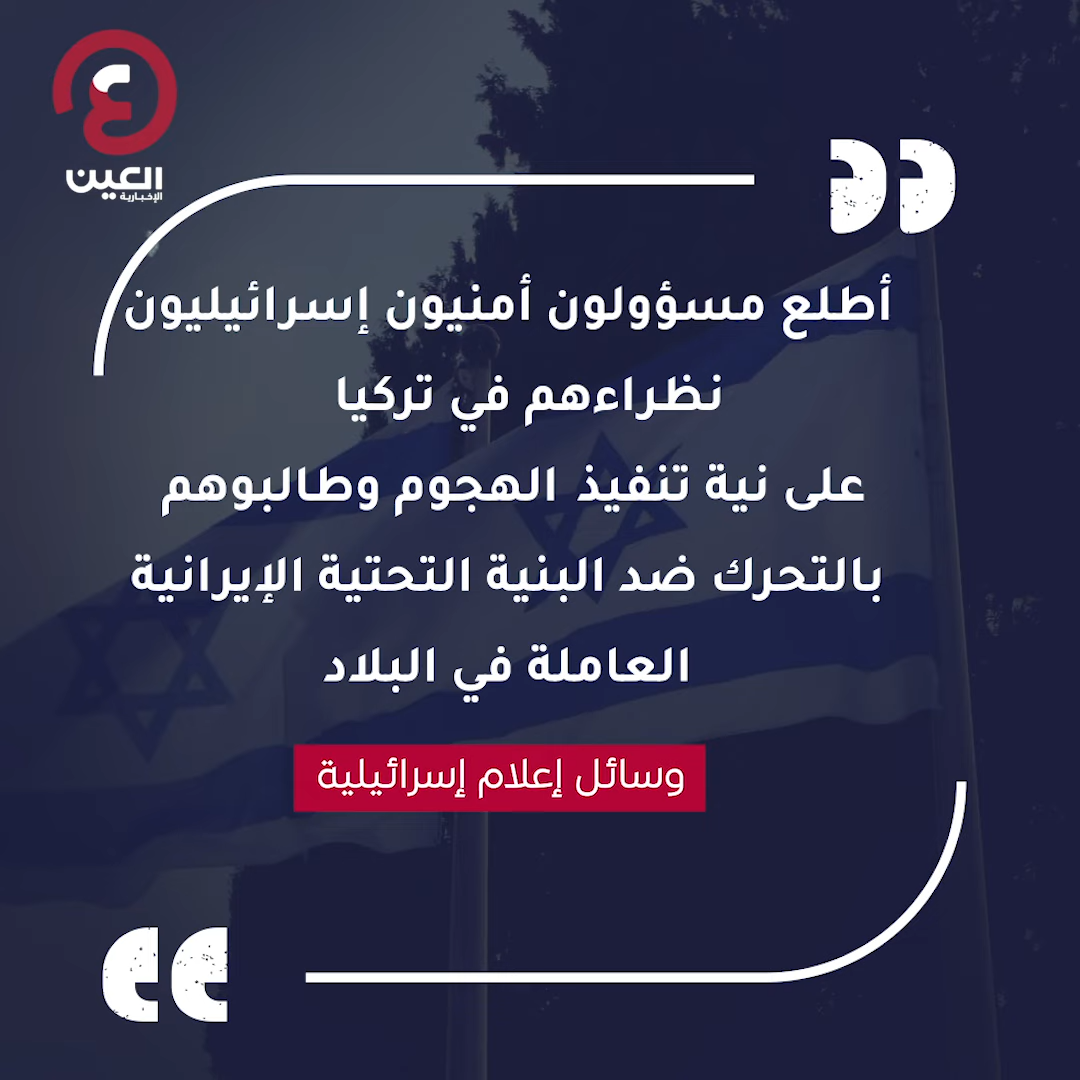 العين
الإخبارية
أطلع مسؤولون أمنيون إسرائيليون
نظراءهم في تركيا
على نية تنفيذ الهجوم وطالبوهم
بالتحرك ضد البنية التحتية الإيرانية
العاملة في البلاد
وسائل إعلام إسرائيلية